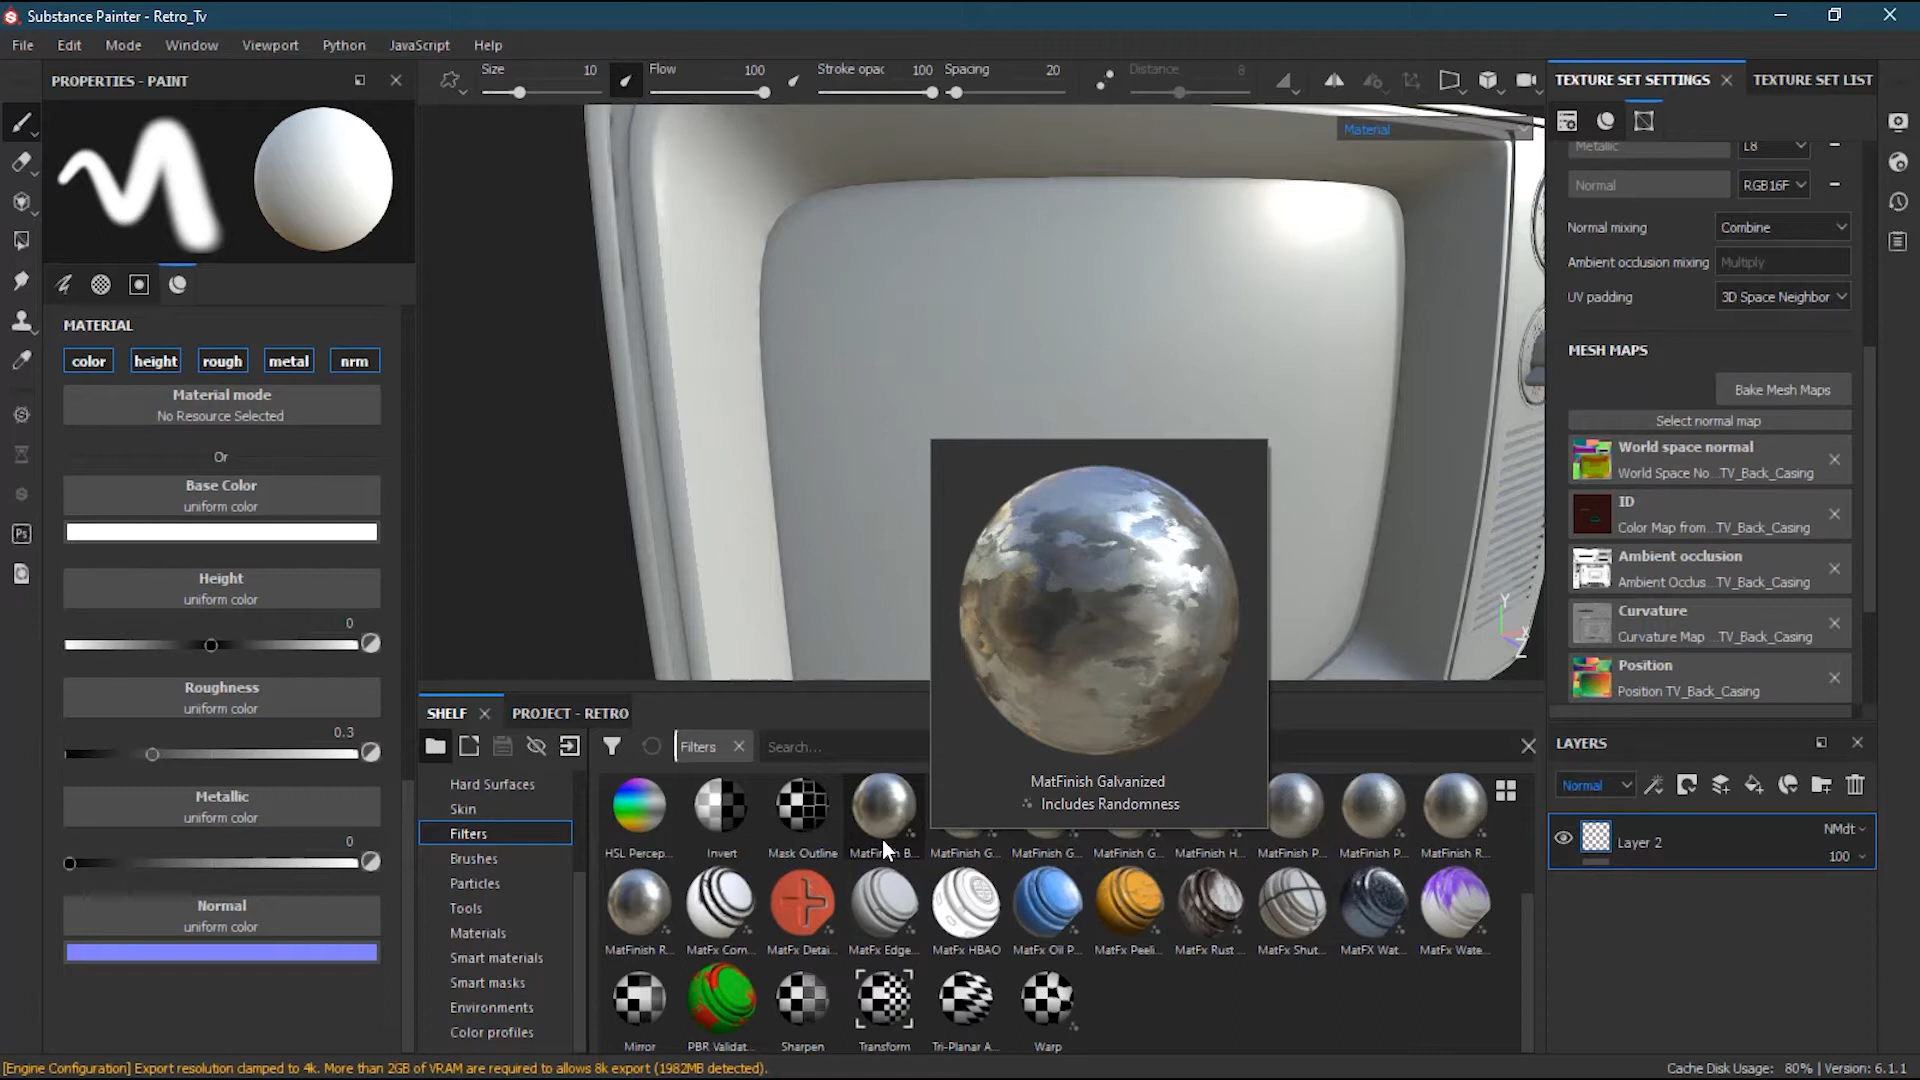 Substance Painter - Retro_Tv
File Edit Mode Window Viewport Python JavaScript Help
PROPERTIES - PAINT
Size 10 Flow 100 Stroke opac 100 Spacing 20 Distance 8
TEXTURE SET SETTINGS TEXTURE SET LIST
Material
Metallic L8
Normal RGB16F
Normal mixing Combine
Ambient occlusion mixing Multiply
UV padding 3D Space Neighbor
MATERIAL
color height rough metal nrm
Material mode
No Resource Selected
Or
Base Color
uniform color
Height
uniform color
0
Roughness
uniform color
0.3
Metallic
uniform color
0
Normal
uniform color
Ps
MESH MAPS
Bake Mesh Maps
Select normal map
World space normal
World Space No...TV_Back_Casing
ID
Color Map from...TV_Back_Casing
Ambient occlusion
Ambient Occlus...TV_Back_Casing
Curvature
Curvature Map ...TV_Back_Casing
Position
Position TV_Back_Casing
Y
X
Z
MatFinish Galvanized
Includes Randomness
SHELF PROJECT - RETRO
Filters Search...
Hard Surfaces
Skin
Filters
Brushes
Particles
Tools
Materials
Smart materials
Smart masks
Environments
Color profiles
HSL Percep... Invert Mask Outline MatFinish B... MatFinish G... MatFinish G... MatFinish G... MatFinish H... MatFinish P... MatFinish P... MatFinish R...
MatFinish R... MatFx Com... MatFx Detai... MatFx Edge... MatFx HBAO MatFx Oil P... MatFx Peeli... MatFx Rust ... MatFx Shut... MatFX Wat... MatFx Wate...
Mirror PBR Validat... Sharpen Transform Tri-Planar A... Warp
LAYERS
Normal
Layer 2 NMdt
100
[Engine Configuration] Export resolution clamped to 4k. More than 2GB of VRAM are required to allows 8k export (1982MB detected).
Cache Disk Usage: 80% | Version: 6.1.1